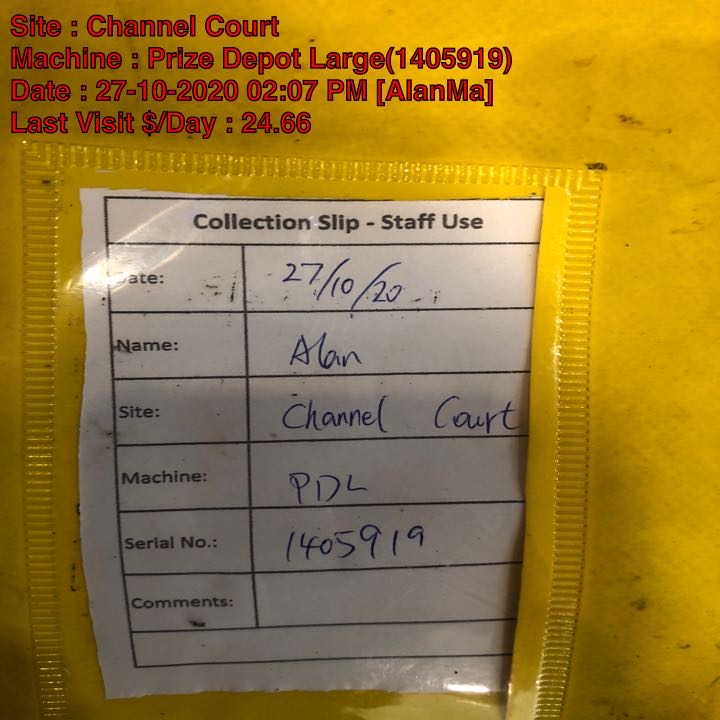 Site : Channel Court
Machine : Prize Depot Large(1405919)
Date : 27-10-2020 02:07 PM [AlanMa]
Last Visit $/Day : 24.66
Collection Slip - Staff Use
Date: 27/10/20
Name: Alan
Site: Channel Court
Machine: PDL
Serial No.: 1405919
Comments: